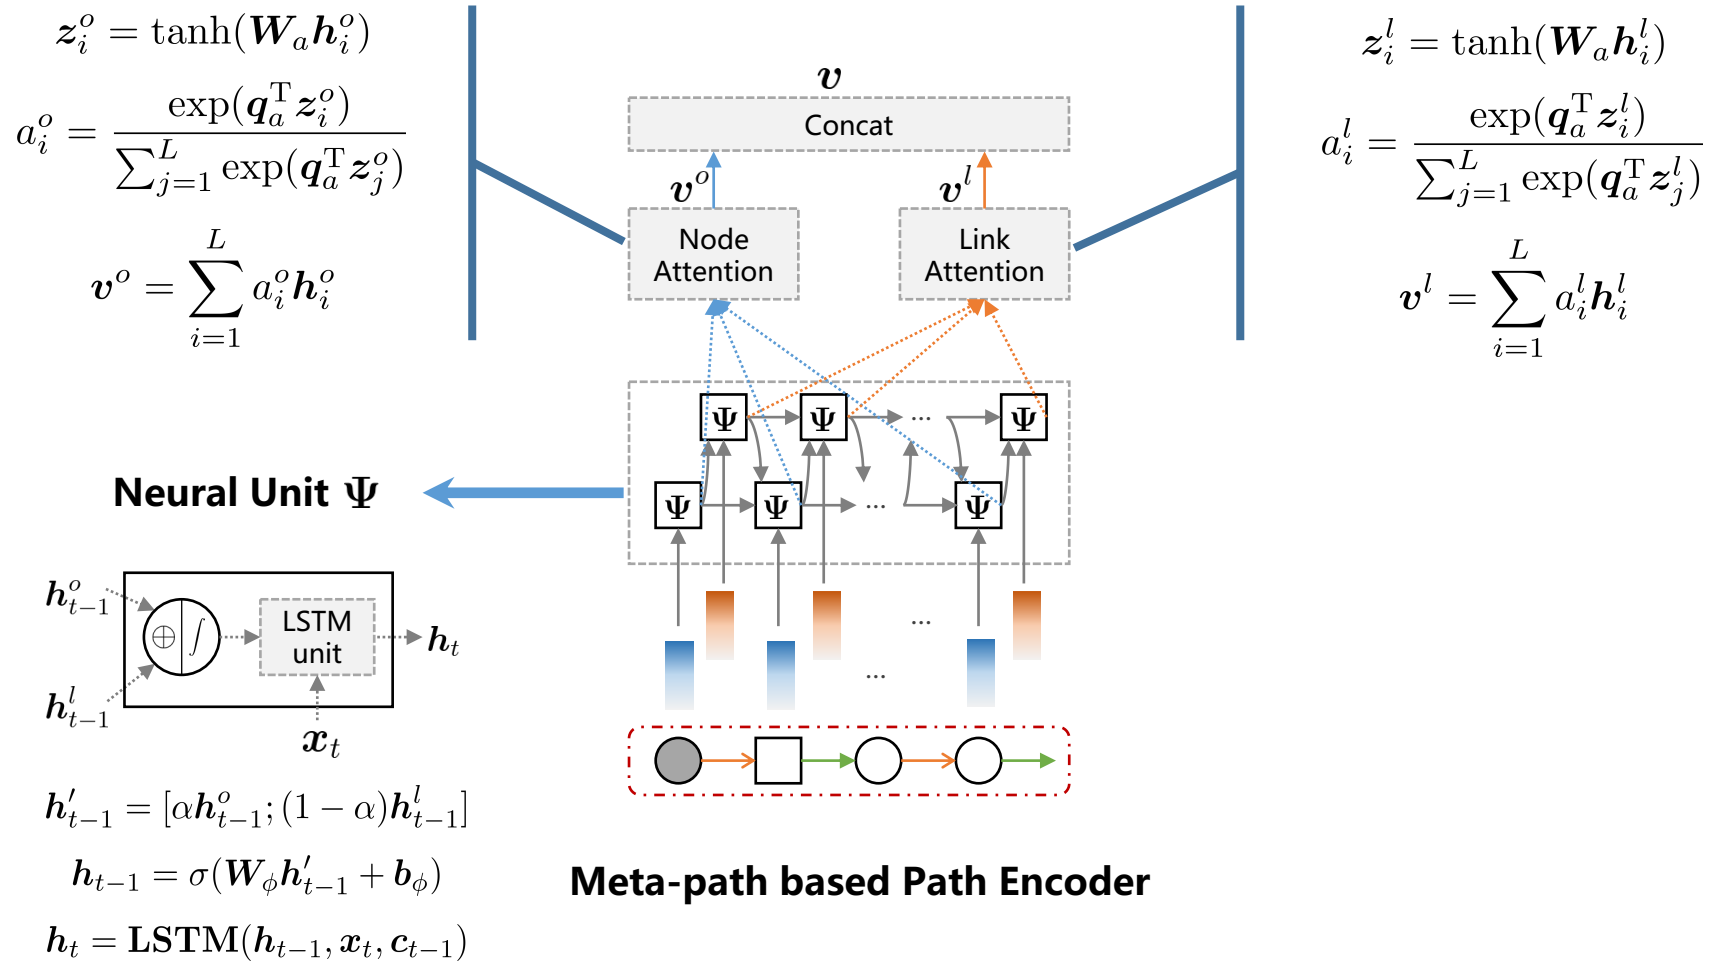 z_i^o = tanh(W_a h_i^o)
a_i^o = exp(q_a^T z_i^o) / ∑_{j=1}^L exp(q_a^T z_j^o)
v^o = ∑_{i=1}^L a_i^o h_i^o
z_i^l = tanh(W_a h_i^l)
a_i^l = exp(q_a^T z_i^l) / ∑_{j=1}^L exp(q_a^T z_j^l)
v^l = ∑_{i=1}^L a_i^l h_i^l
v
Concat
v^o
v^l
Node
Attention
Link
Attention
Ψ Ψ ... Ψ
Ψ Ψ ... Ψ
...
...
Neural Unit Ψ
h_{t-1}^o
⊕ ∫
LSTM
unit
h_t
h_{t-1}^l
x_t
h'_{t-1} = [αh_{t-1}^o; (1 − α)h_{t-1}^l]
h_{t-1} = σ(W_ϕ h'_{t-1} + b_ϕ)
h_t = LSTM(h_{t-1}, x_t, c_{t-1})
Meta-path based Path Encoder